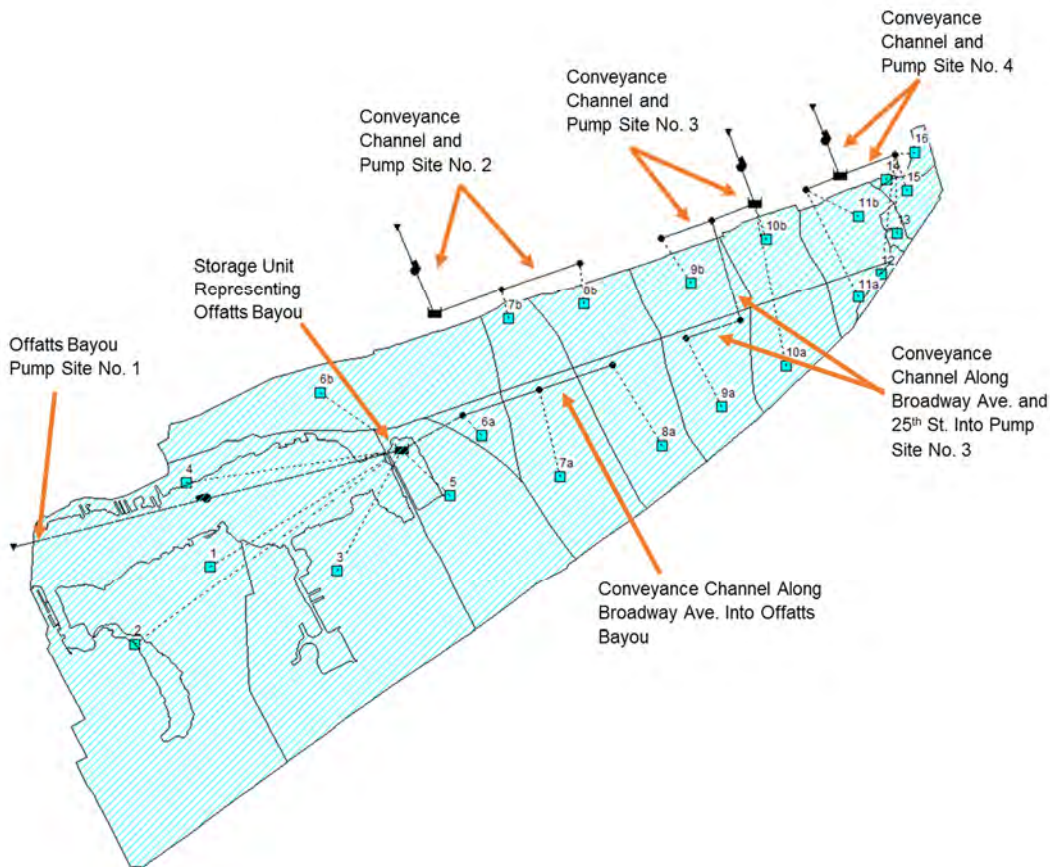 Conveyance
Channel and
Pump Site No. 4
Conveyance
Channel and
Pump Site No. 3
Conveyance
Channel and
Pump Site No. 2
Storage Unit
Representing
Offatts Bayou
Offatts Bayou
Pump Site No. 1
Conveyance
Channel Along
Broadway Ave. and
25th St. Into Pump
Site No. 3
Conveyance Channel Along
Broadway Ave. Into Offatts
Bayou
16
14
15
11b
13
10b
12
9b
11a
8b
7b
10a
6b
9a
6a
8a
7a
4
5
1
3
2